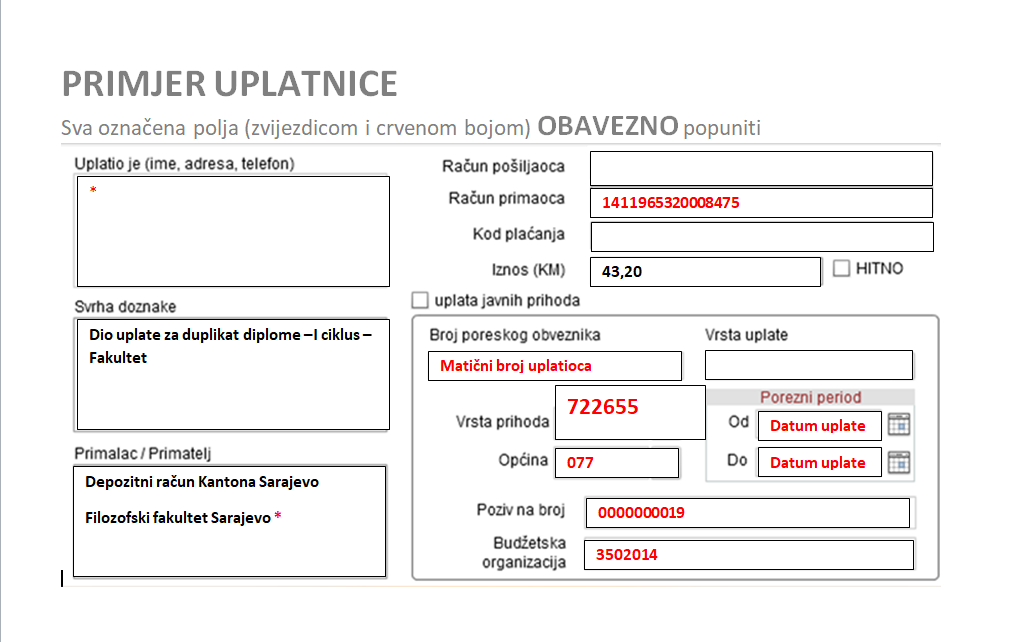 PRIMJER UPLATNICE
Sva označena polja (zvijezdicom i crvenom bojom) OBAVEZNO popuniti
Uplatio je (ime, adresa, telefon)
*
Svrha doznake
Dio uplate za duplikat diplome –I ciklus –
Fakultet
Primalac / Primatelj
Depozitni račun Kantona Sarajevo
Filozofski fakultet Sarajevo *
Račun pošiljaoca
Račun primaoca 1411965320008475
Kod plaćanja
Iznos (KM) 43,20 HITNO
uplata javnih prihoda
Broj poreskog obveznika
Matični broj uplatioca
Vrsta uplate
Vrsta prihoda 722655
Općina 077
Porezni period
Od Datum uplate
Do Datum uplate
Poziv na broj 0000000019
Budžetska
organizacija 3502014